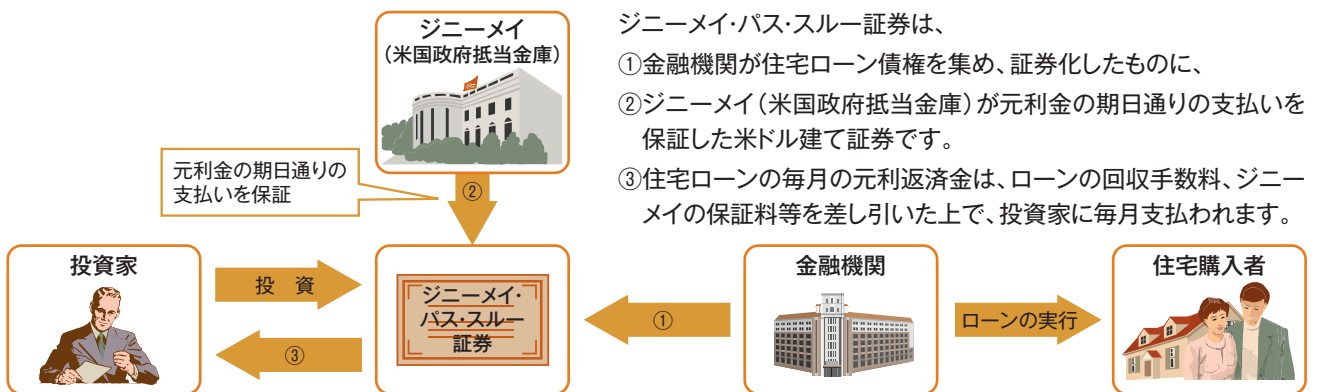 ジニーメイ
（米国政府抵当金庫）
元利金の期日通りの
支払いを保証
②
ジニーメイ・パス・スルー証券は、
①金融機関が住宅ローン債権を集め、証券化したものに、
②ジニーメイ（米国政府抵当金庫）が元利金の期日通りの支払いを
保証した米ドル建て証券です。
③住宅ローンの毎月の元利返済金は、ローンの回収手数料、ジニー
メイの保証料等を差し引いた上で、投資家に毎月支払われます。
投資家
投　資
③
ジニーメイ・
パス・スルー
証券
①
金融機関
ローンの実行
住宅購入者